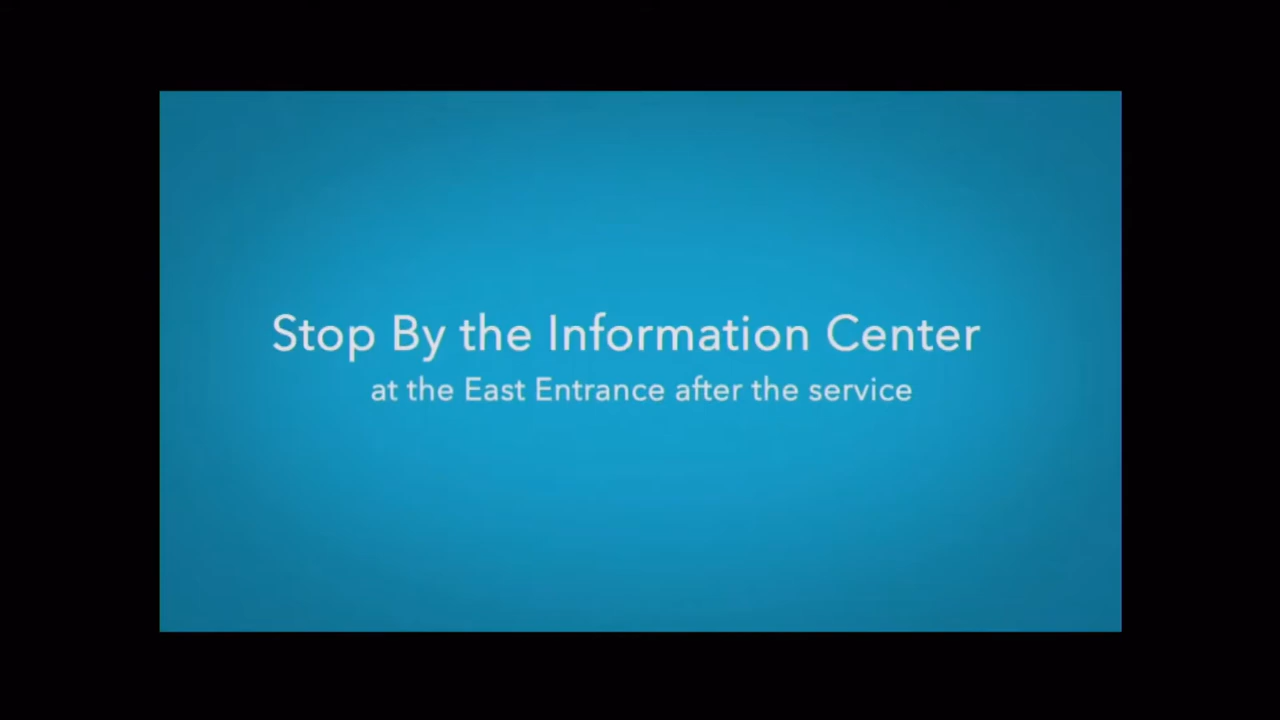 Stop By the Information Center
at the East Entrance after the service